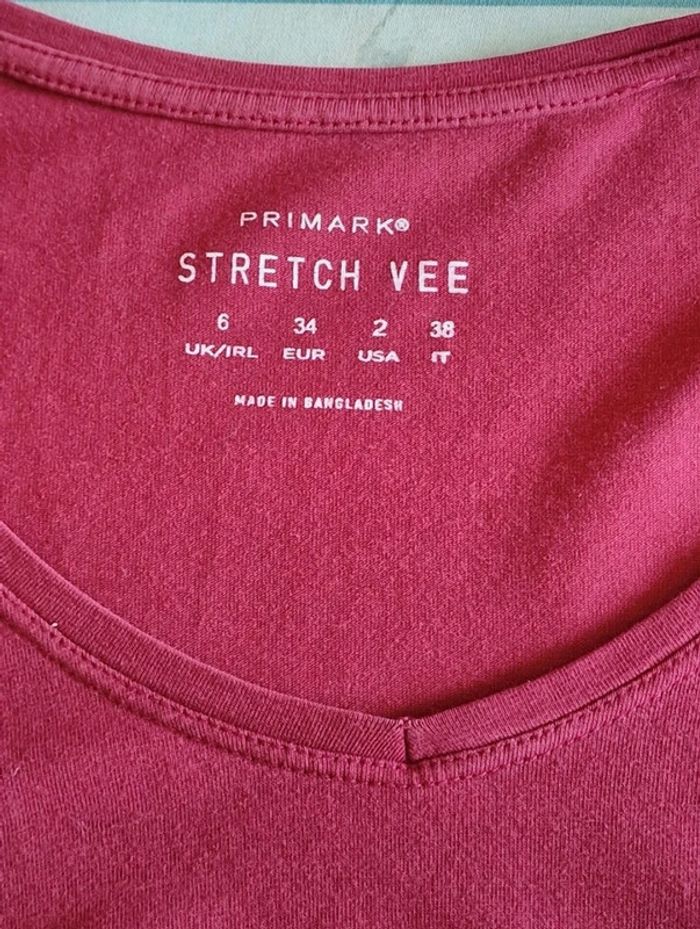 PRIMARK®
STRETCH VEE
6 34 2 38
UK/IRL EUR USA IT
MADE IN BANGLADESH